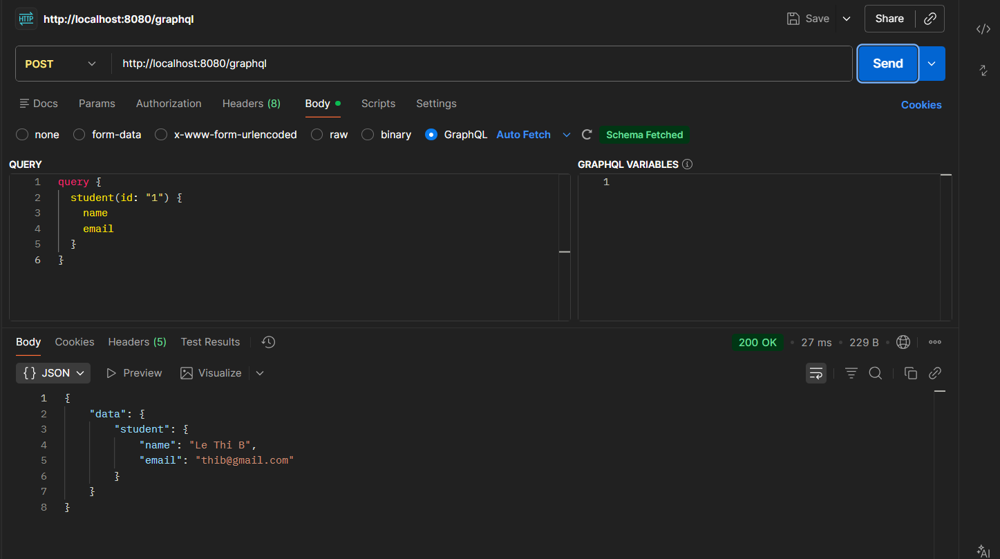 HTTP http://localhost:8080/graphql Save Share
POST http://localhost:8080/graphql Send
Docs Params Authorization Headers (8) Body Scripts Settings Cookies
none form-data x-www-form-urlencoded raw binary GraphQL Auto Fetch Schema Fetched
QUERY GRAPHQL VARIABLES
1 query { 1
2 student(id: "1") {
3 name
4 email
5 }
6 }
Body Cookies Headers (5) Test Results 200 OK • 27 ms • 229 B •
{} JSON Preview Visualize
1 {
2 "data": {
3 "student": {
4 "name": "Le Thi B",
5 "email": "thib@gmail.com"
6 }
7 }
8 }
AI